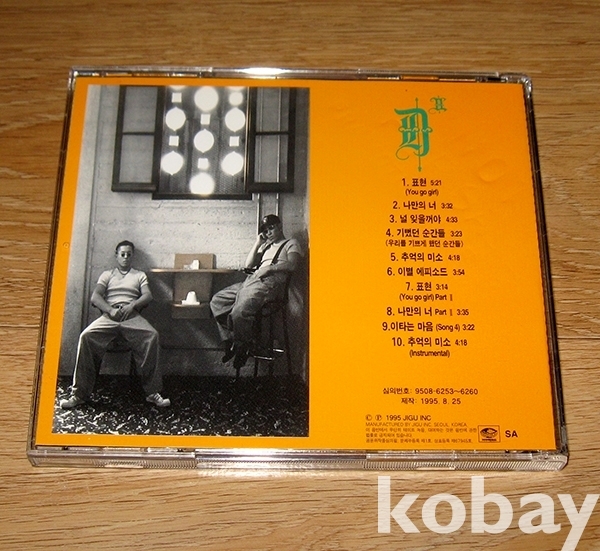 D II
1. 표현 5:21
(You go girl)
2. 나만의 너 3:32
3. 널 잊을꺼야 4:33
4. 기뻤던 순간들 3:23
(우리를 기쁘게 했던 순간들)
5. 추억의 미소 4:18
6. 이별 에피소드 3:54
7. 표현 3:14
(You go girl) Part Ⅱ
8. 나만의 너 Part Ⅱ 3:35
9.이타는 마음 (Song 4) 3:22
10. 추억의 미소 4:18
(Instrumental)
심의번호: 9508-6253~6260
제작: 1995. 8. 25
© ℗ 1995 JIGU INC
MANUFACTURED BY JIGU INC. SEOUL KOREA.
SA
kobay